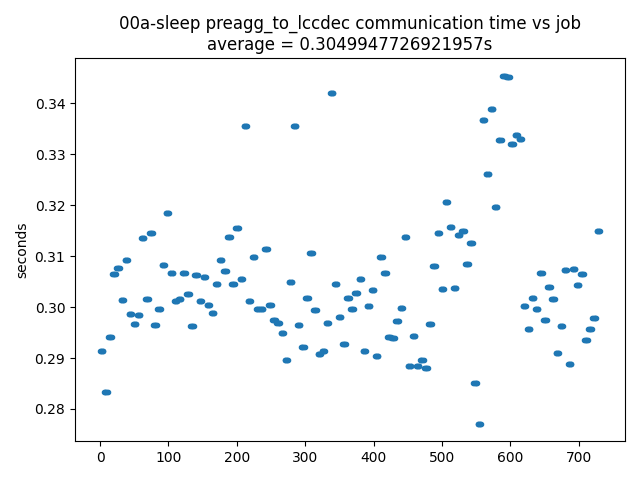 00a-sleep preagg_to_lccdec communication time vs job
average = 0.3049947726921957s
seconds
0.34
0.33
0.32
0.31
0.30
0.29
0.28
0 100 200 300 400 500 600 700